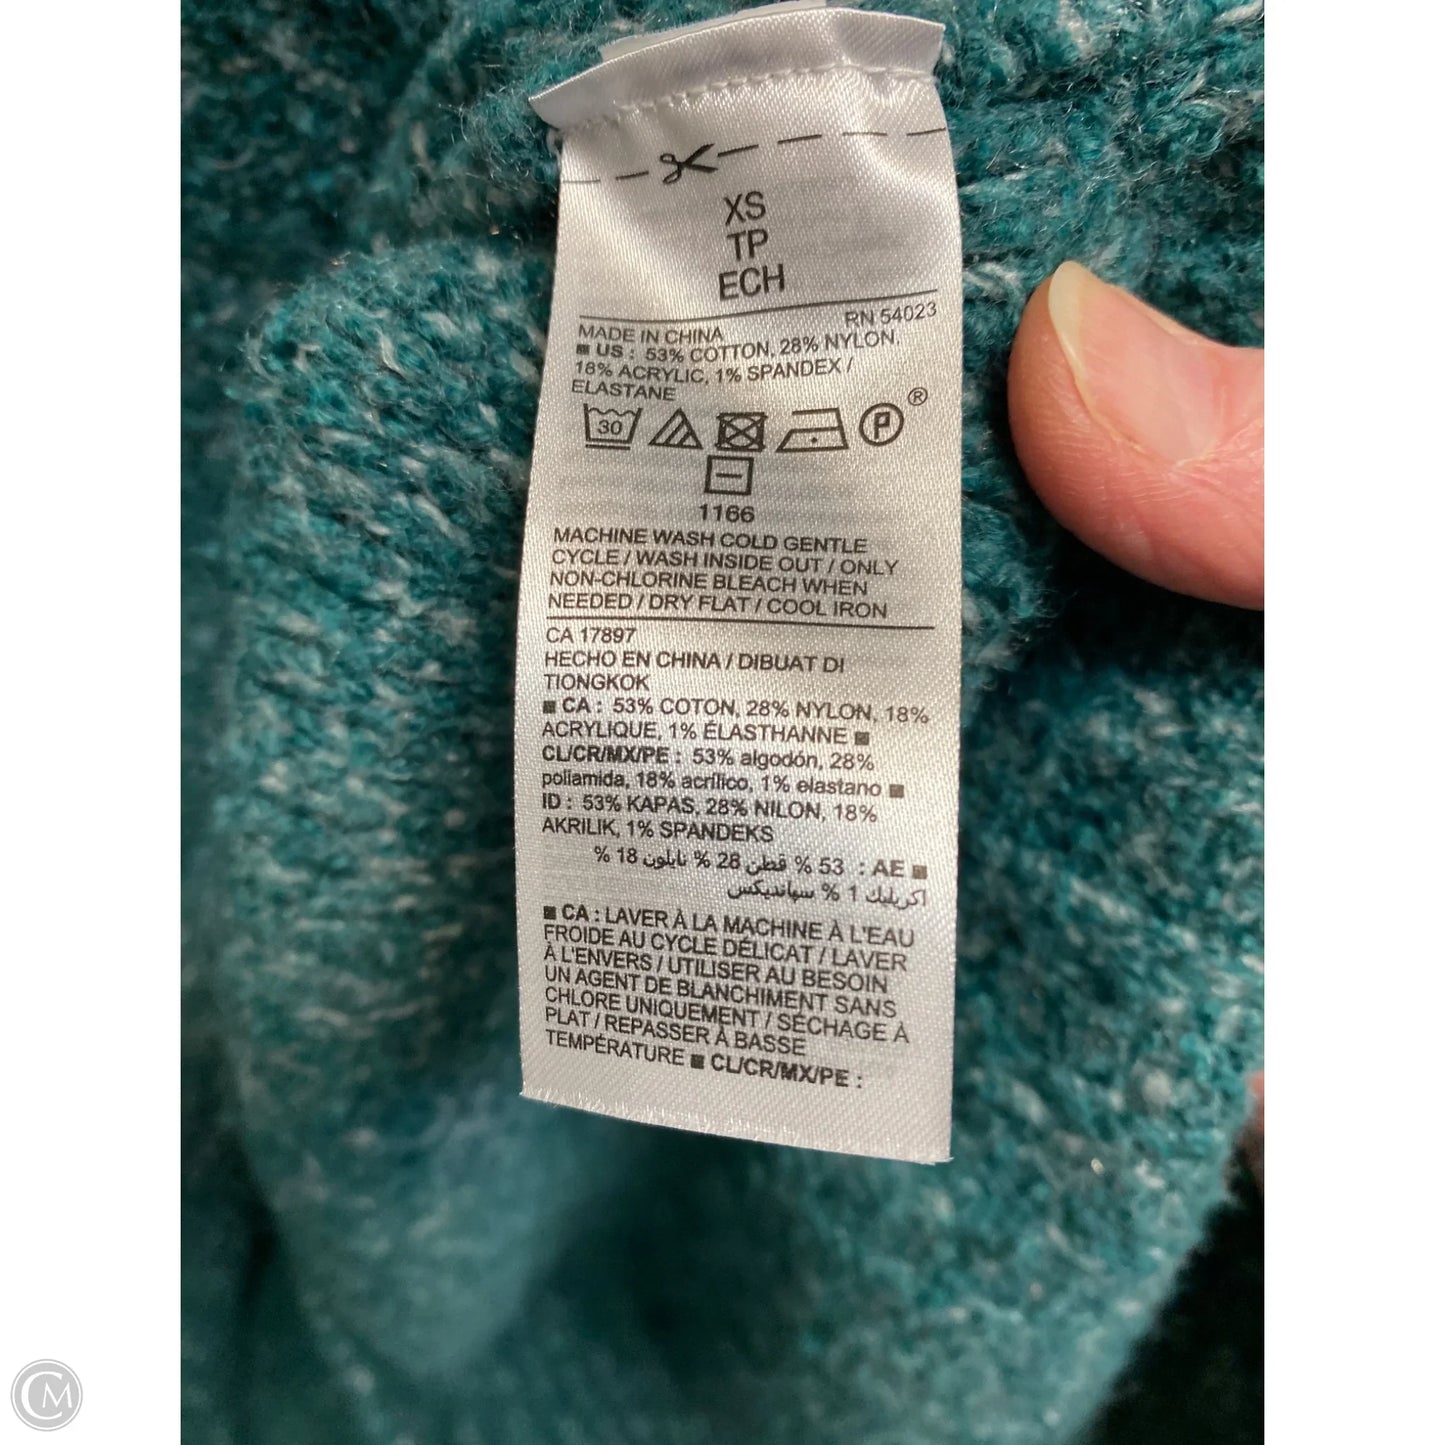 XS
TP
ECH
RN 54023
MADE IN CHINA
US : 53% COTTON, 28% NYLON,
18% ACRYLIC, 1% SPANDEX /
ELASTANE
30 P ®
1166
MACHINE WASH COLD GENTLE
CYCLE / WASH INSIDE OUT / ONLY
NON-CHLORINE BLEACH WHEN
NEEDED / DRY FLAT / COOL IRON
CA 17897
HECHO EN CHINA / DIBUAT DI
TIONGKOK
CA : 53% COTON, 28% NYLON, 18%
ACRYLIQUE, 1% ÉLASTHANNE
CL/CR/MX/PE : 53% algodón, 28%
poliamida, 18% acrílico, 1% elastano
ID : 53% KAPAS, 28% NILON, 18%
AKRILIK, 1% SPANDEKS
AE : 53 % قطن 28 % نايلون 18 %
اكريليك 1 % سپانديكس
CA : LAVER À LA MACHINE À L'EAU
FROIDE AU CYCLE DÉLICAT / LAVER
À L'ENVERS / UTILISER AU BESOIN
UN AGENT DE BLANCHIMENT SANS
CHLORE UNIQUEMENT / SÉCHAGE À
PLAT / REPASSER À BASSE
TEMPÉRATURE CL/CR/MX/PE :
CM